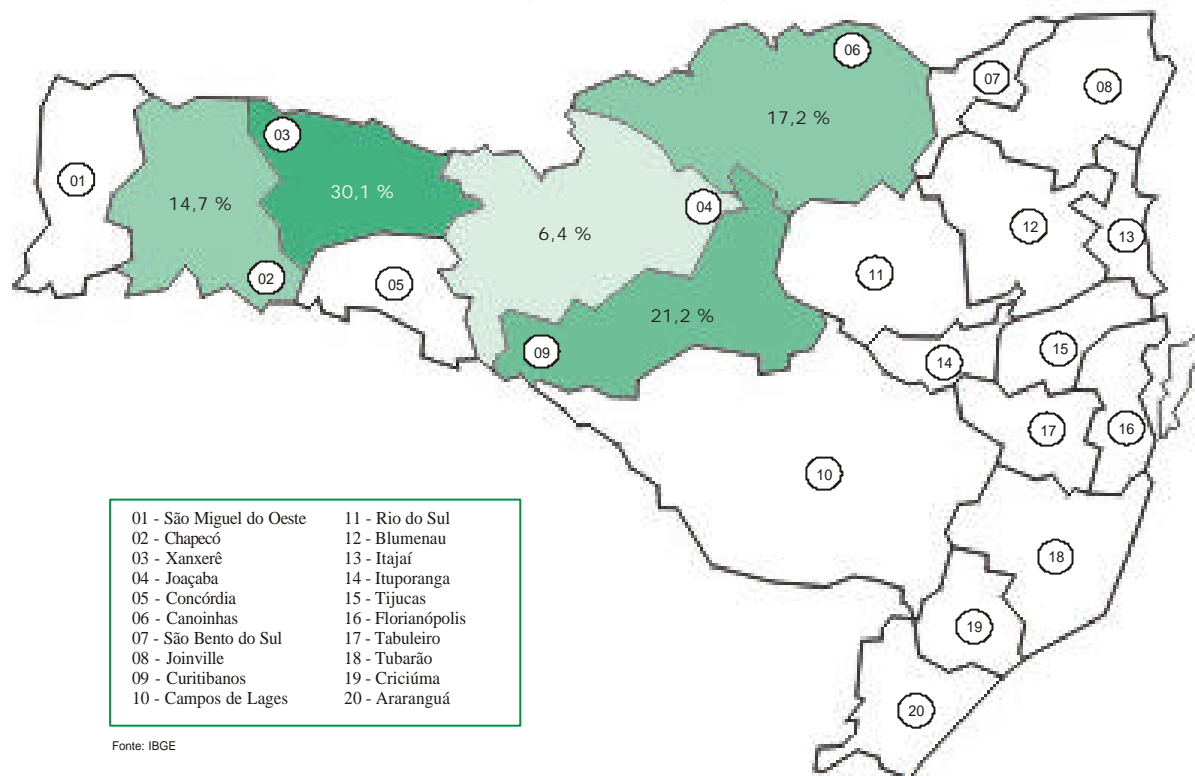 06
07
08
17,2 %
03
01
30,1 %
14,7 %
04
12
6,4 %
13
02
11
05
21,2 %
15
09
14
16
17
10
18
19
20
01 - São Miguel do Oeste
02 - Chapecó
03 - Xanxerê
04 - Joaçaba
05 - Concórdia
06 - Canoinhas
07 - São Bento do Sul
08 - Joinville
09 - Curitibanos
10 - Campos de Lages
11 - Rio do Sul
12 - Blumenau
13 - Itajaí
14 - Ituporanga
15 - Tijucas
16 - Florianópolis
17 - Tabuleiro
18 - Tubarão
19 - Criciúma
20 - Araranguá
Fonte: IBGE